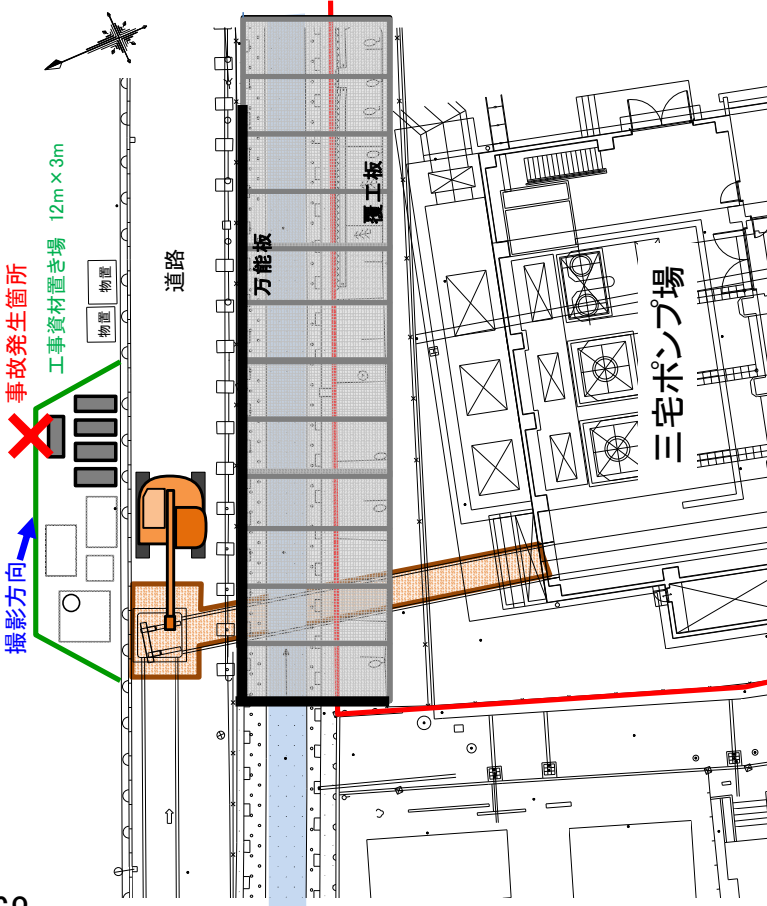 事故発生箇所
工事資材置き場 12m×3m
物置
物置
道路
撮影方向
万能板
覆工板
三宅ポンプ場